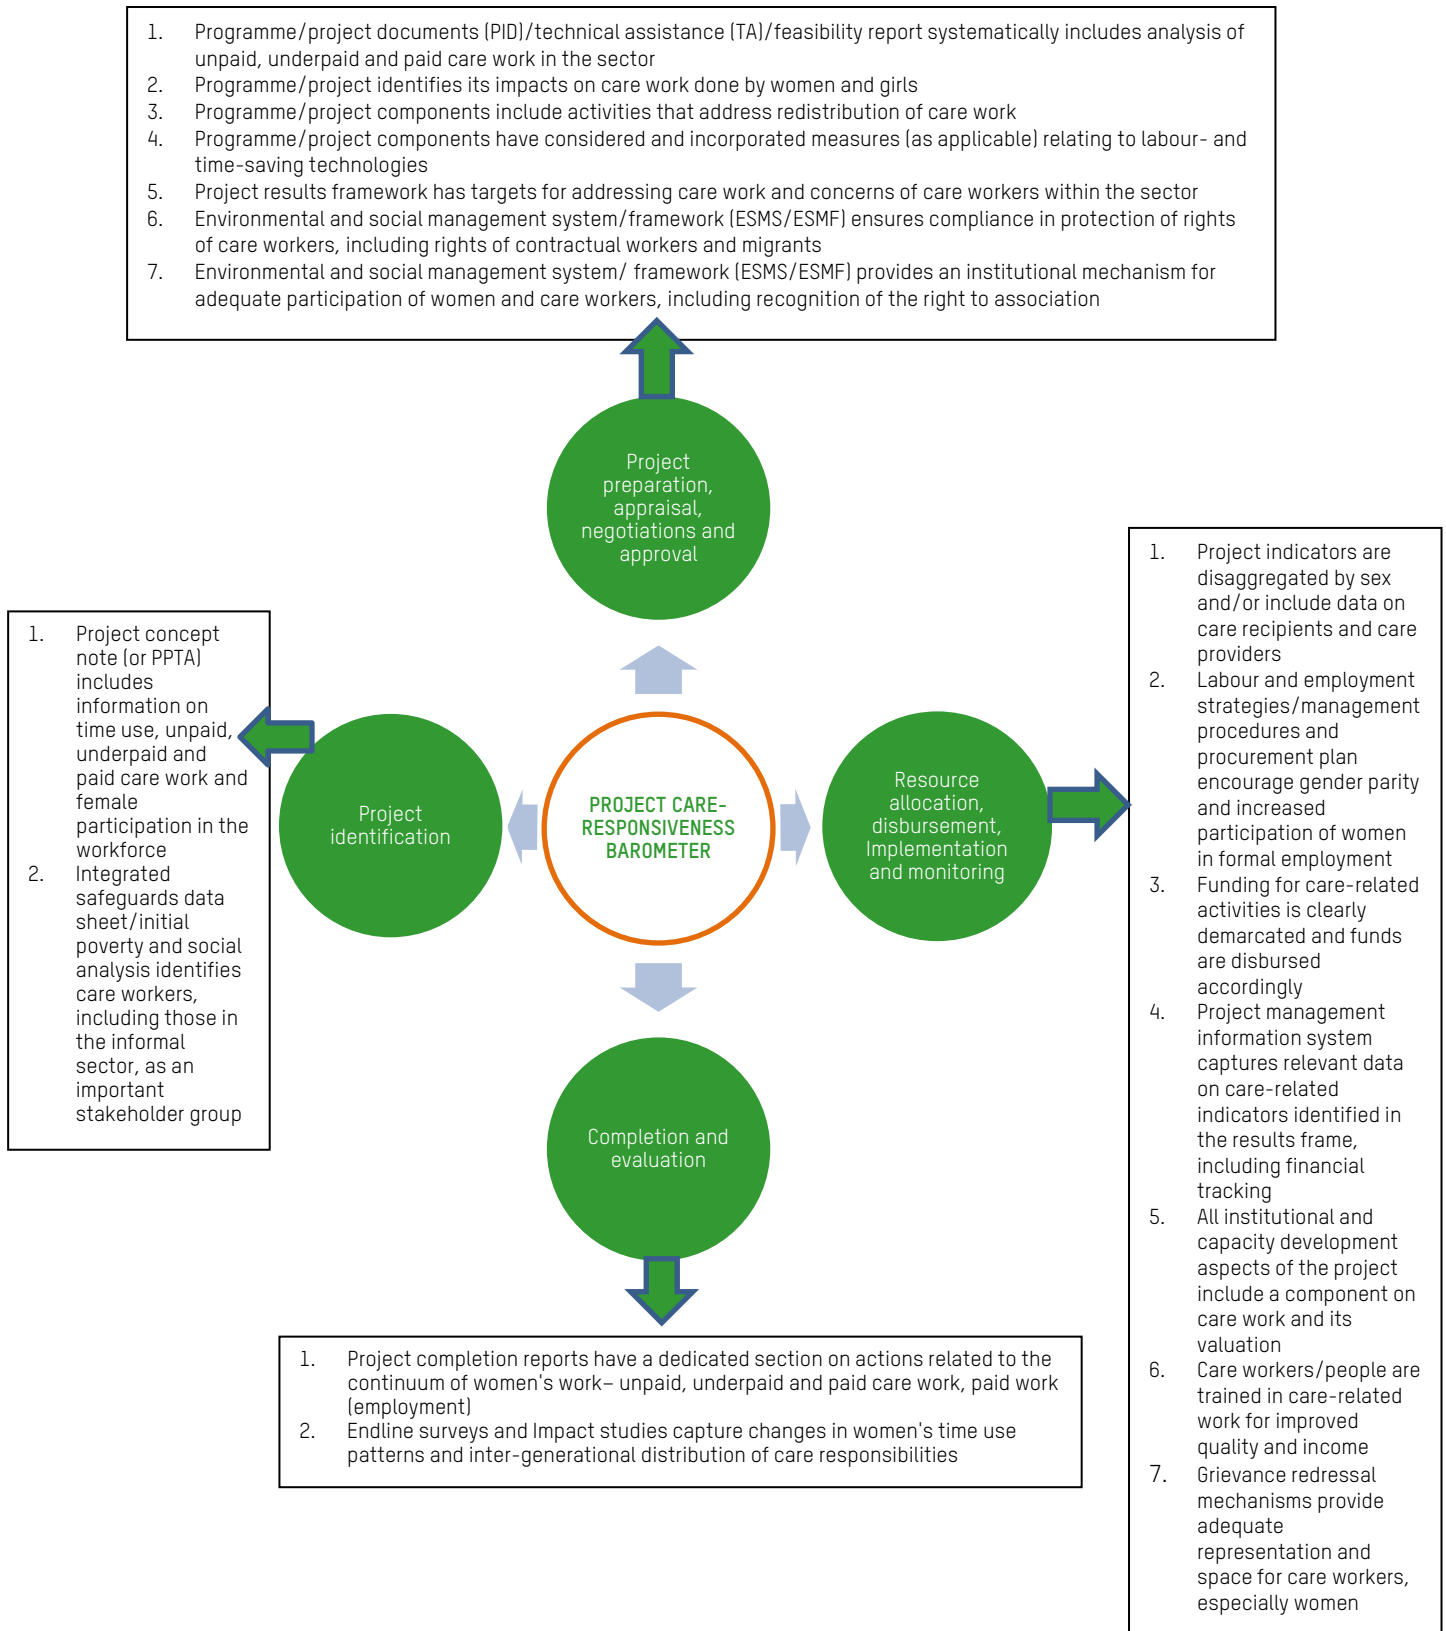 1. Programme/project documents (PID)/technical assistance (TA)/feasibility report systematically includes analysis of
unpaid, underpaid and paid care work in the sector
2. Programme/project identifies its impacts on care work done by women and girls
3. Programme/project components include activities that address redistribution of care work
4. Programme/project components have considered and incorporated measures (as applicable) relating to labour- and
time-saving technologies
5. Project results framework has targets for addressing care work and concerns of care workers within the sector
6. Environmental and social management system/framework (ESMS/ESMF) ensures compliance in protection of rights
of care workers, including rights of contractual workers and migrants
7. Environmental and social management system/ framework (ESMS/ESMF) provides an institutional mechanism for
adequate participation of women and care workers, including recognition of the right to association
Project
preparation,
appraisal,
negotiations and
approval
1. Project concept
note (or PPTA)
includes
information on
time use, unpaid,
underpaid and
paid care work and
female
participation in the
workforce
2. Integrated
safeguards data
sheet/initial
poverty and social
analysis identifies
care workers,
including those in
the informal
sector, as an
important
stakeholder group
Project
identification
PROJECT CARE-
RESPONSIVENESS
BAROMETER
Resource
allocation,
disbursement,
Implementation
and monitoring
1. Project indicators are
disaggregated by sex
and/or include data on
care recipients and care
providers
2. Labour and employment
strategies/management
procedures and
procurement plan
encourage gender parity
and increased
participation of women
in formal employment
3. Funding for care-related
activities is clearly
demarcated and funds
are disbursed
accordingly
4. Project management
information system
captures relevant data
on care-related
indicators identified in
the results frame,
including financial
tracking
5. All institutional and
capacity development
aspects of the project
include a component on
care work and its
valuation
6. Care workers/people are
trained in care-related
work for improved
quality and income
7. Grievance redressal
mechanisms provide
adequate
representation and
space for care workers,
especially women
Completion and
evaluation
1. Project completion reports have a dedicated section on actions related to the
continuum of women's work– unpaid, underpaid and paid care work, paid work
(employment)
2. Endline surveys and Impact studies capture changes in women's time use
patterns and inter-generational distribution of care responsibilities